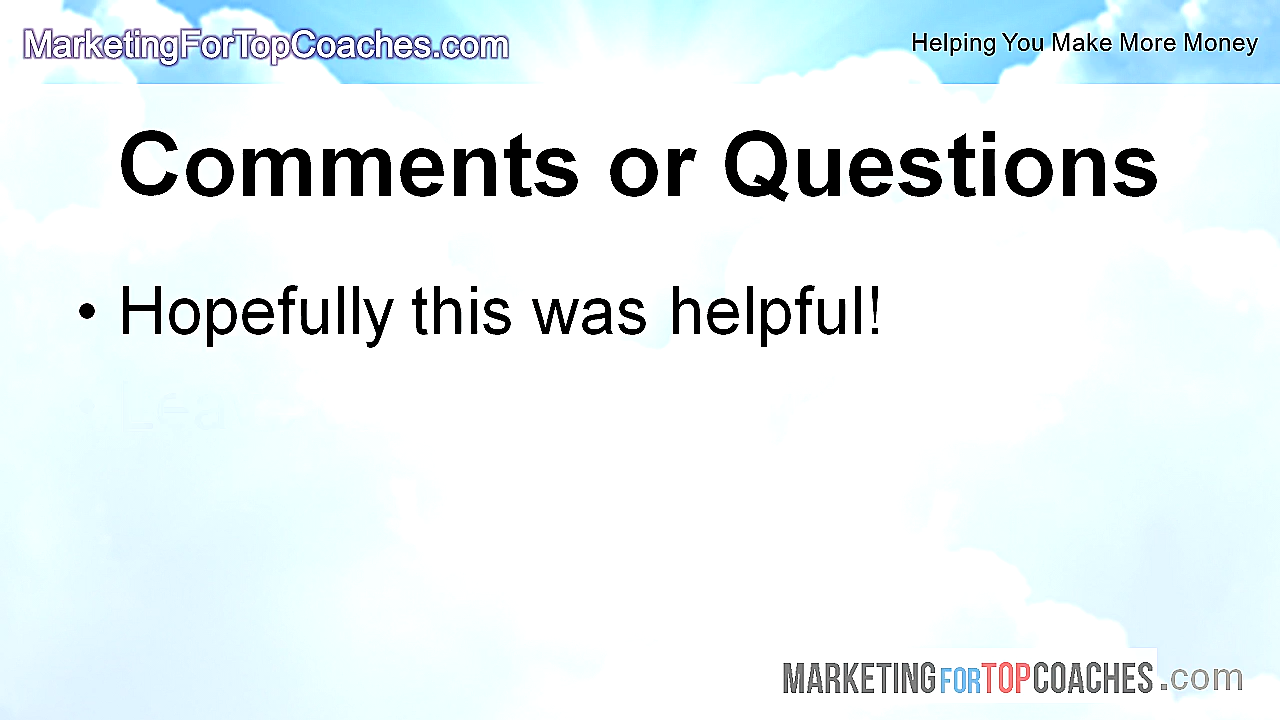 MarketingForTopCoaches.com
Helping You Make More Money
Comments or Questions
• Hopefully this was helpful!
MARKETINGFORTOPCOACHES.com